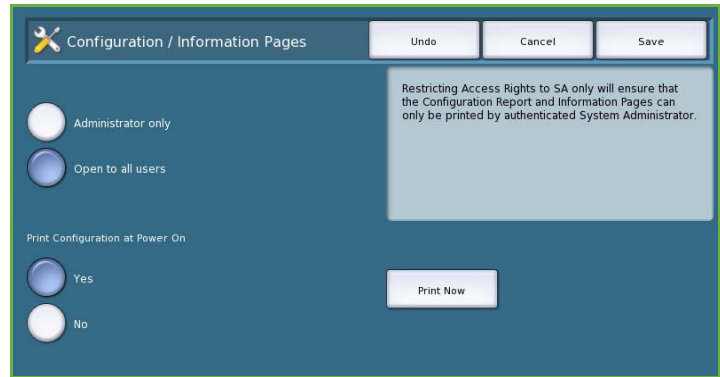 Configuration / Information Pages
Undo
Cancel
Save
Restricting Access Rights to SA only will ensure that
the Configuration Report and Information Pages can
only be printed by authenticated System Administrator.
Administrator only
Open to all users
Print Configuration at Power On
Yes
Print Now
No